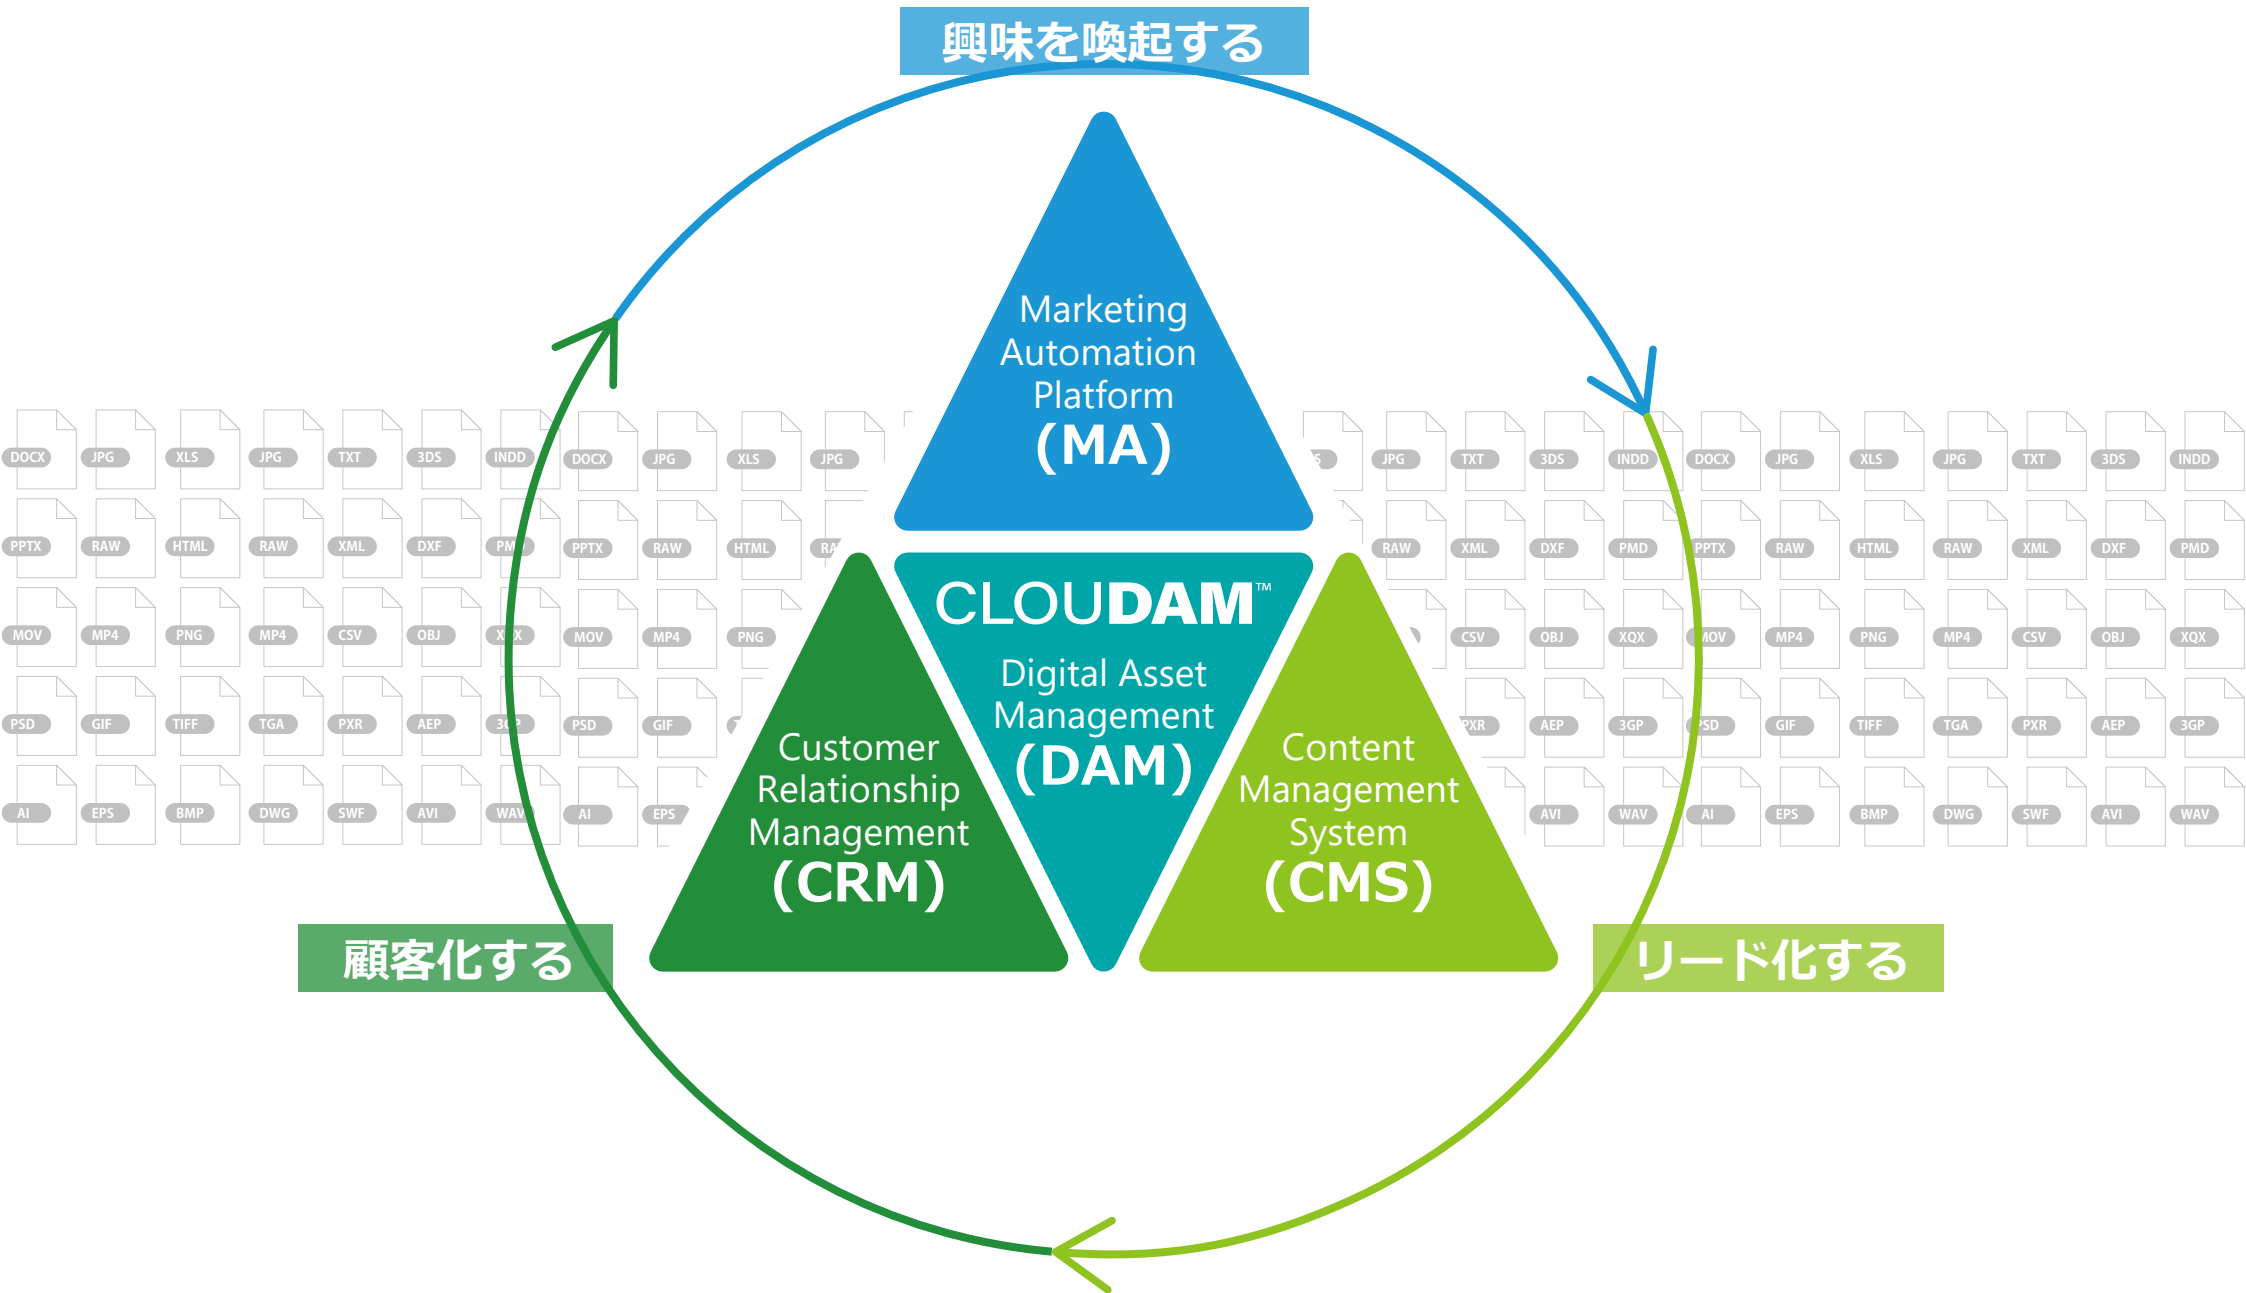 興味を喚起する
Marketing
Automation
Platform
(MA)
DOCX JPG XLS JPG TXT 3DS INDD DOCX JPG XLS JPG JPG TXT 3DS INDD DOCX JPG XLS JPG TXT 3DS INDD
PPTX RAW HTML RAW XML DXF PMD PPTX RAW HTML RAW XML DXF PMD PPTX RAW HTML RAW XML DXF PMD
MOV MP4 PNG MP4 CSV OBJ XQX MOV MP4 PNG CSV OBJ XQX MOV MP4 PNG MP4 CSV OBJ XQX
PSD GIF TIFF TGA PXR AEP 3GP PSD GIF PXR AEP 3GP PSD GIF TIFF TGA PXR AEP 3GP
AI EPS BMP DWG SWF AVI WAV AI EPS AVI WAV AI EPS BMP DWG SWF AVI WAV
CLOUDAM™
Digital Asset
Management
(DAM)
Customer
Relationship
Management
(CRM)
Content
Management
System
(CMS)
顧客化する
リード化する